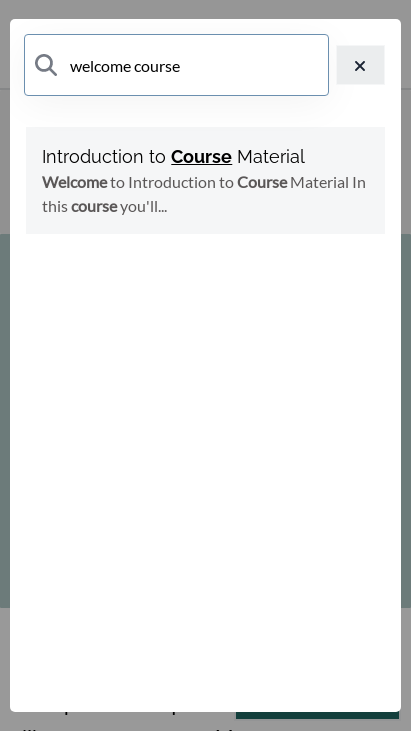 welcome course
Introduction to Course Material
Welcome to Introduction to Course Material In
this course you'll...